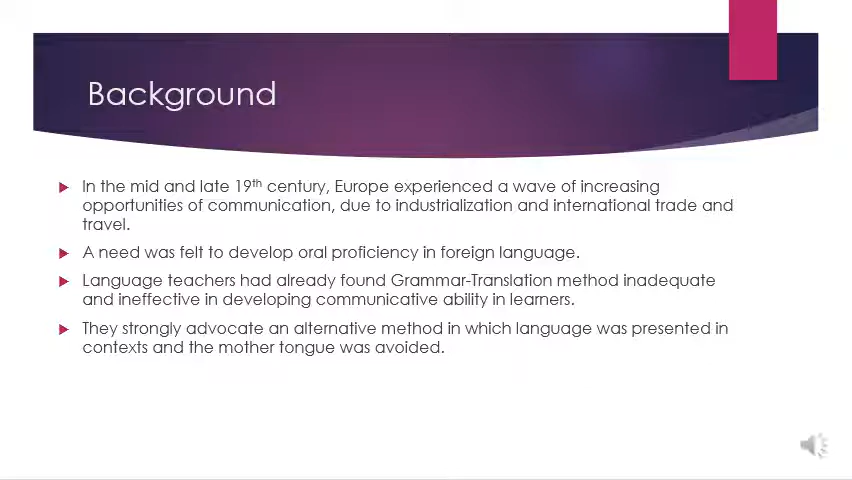 Background
In the mid and late 19th century, Europe experienced a wave of increasing
opportunities of communication, due to industrialization and international trade and
travel.
A need was felt to develop oral proficiency in foreign language.
Language teachers had already found Grammar-Translation method inadequate
and ineffective in developing communicative ability in learners.
They strongly advocate an alternative method in which language was presented in
contexts and the mother tongue was avoided.